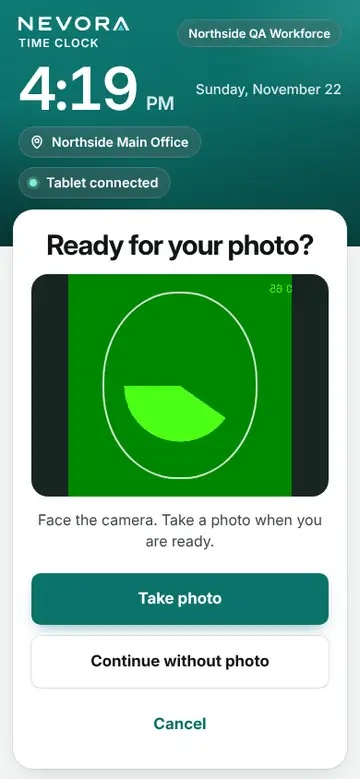 NEVORA
TIME CLOCK
Northside QA Workforce
4:19 PM
Sunday, November 22
Northside Main Office
Tablet connected
Ready for your photo?
Face the camera. Take a photo when you
are ready.
Take photo
Continue without photo
Cancel